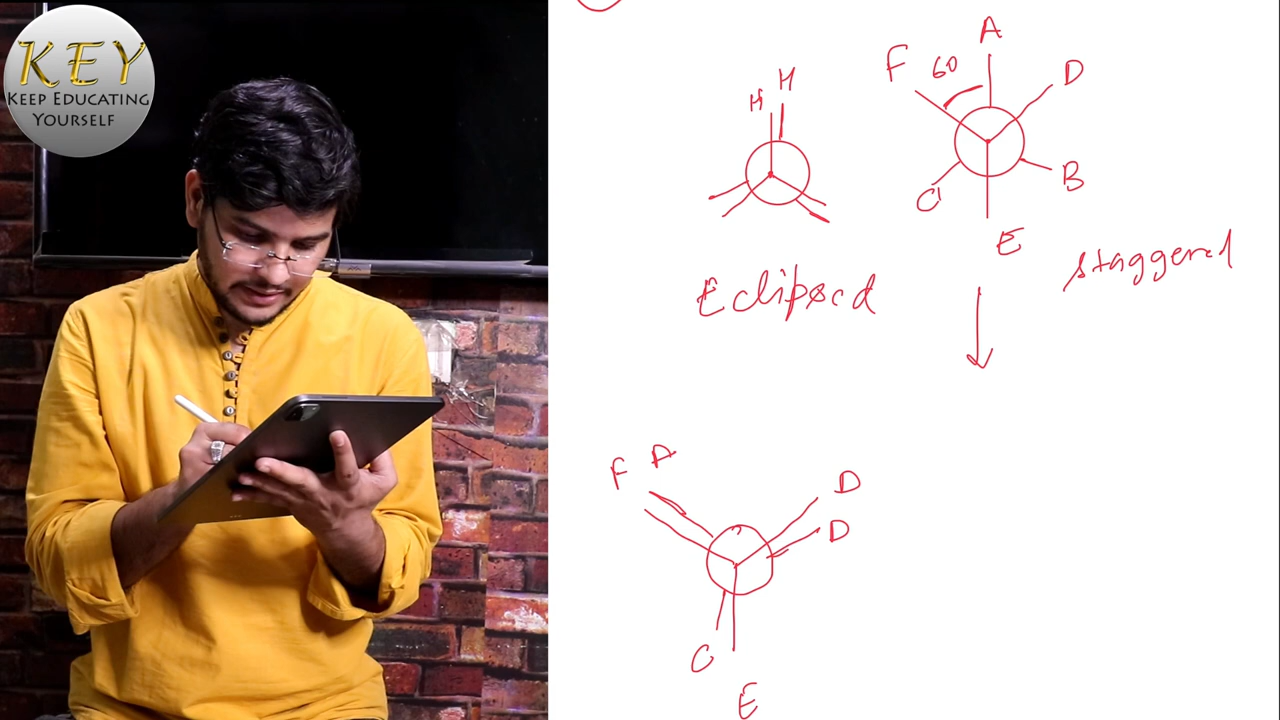 KEY
KEEP EDUCATING
YOURSELF
H H
Eclipsed
A
F 60 D
C B
E
staggered
F A
D
D
C
E